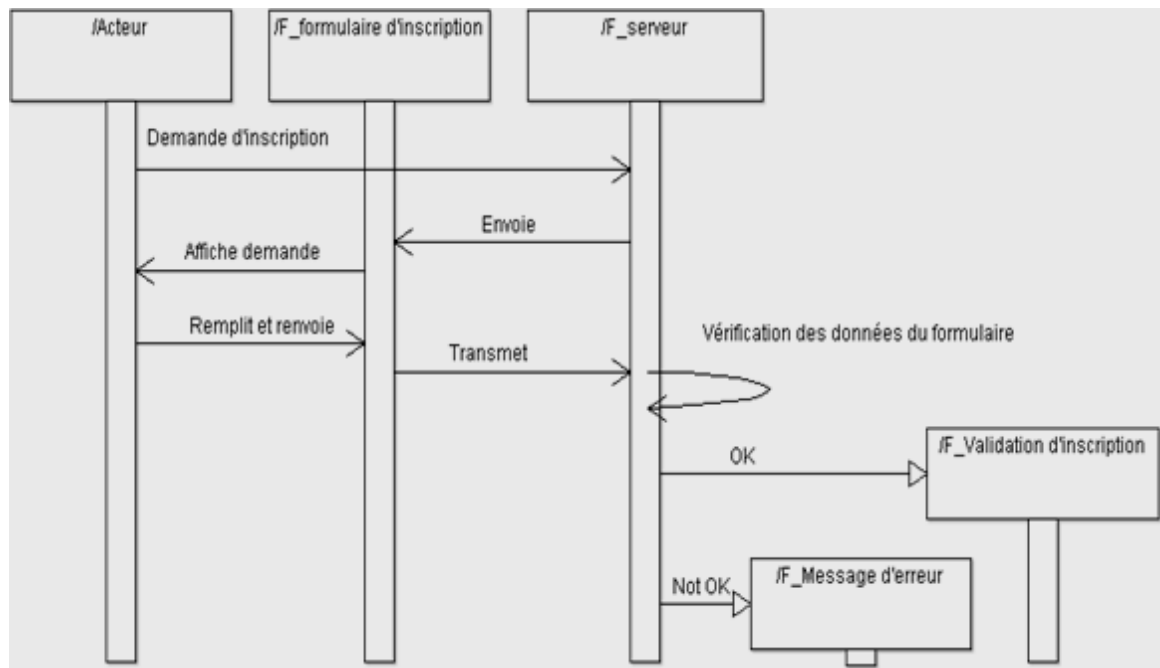 /Acteur
/F_formulaire d'inscription
/F_serveur
Demande d'inscription
Envoie
Affiche demande
Remplit et renvoie
Transmet
Vérification des données du formulaire
OK
/F_Validation d'inscription
Not OK
/F_Message d'erreur